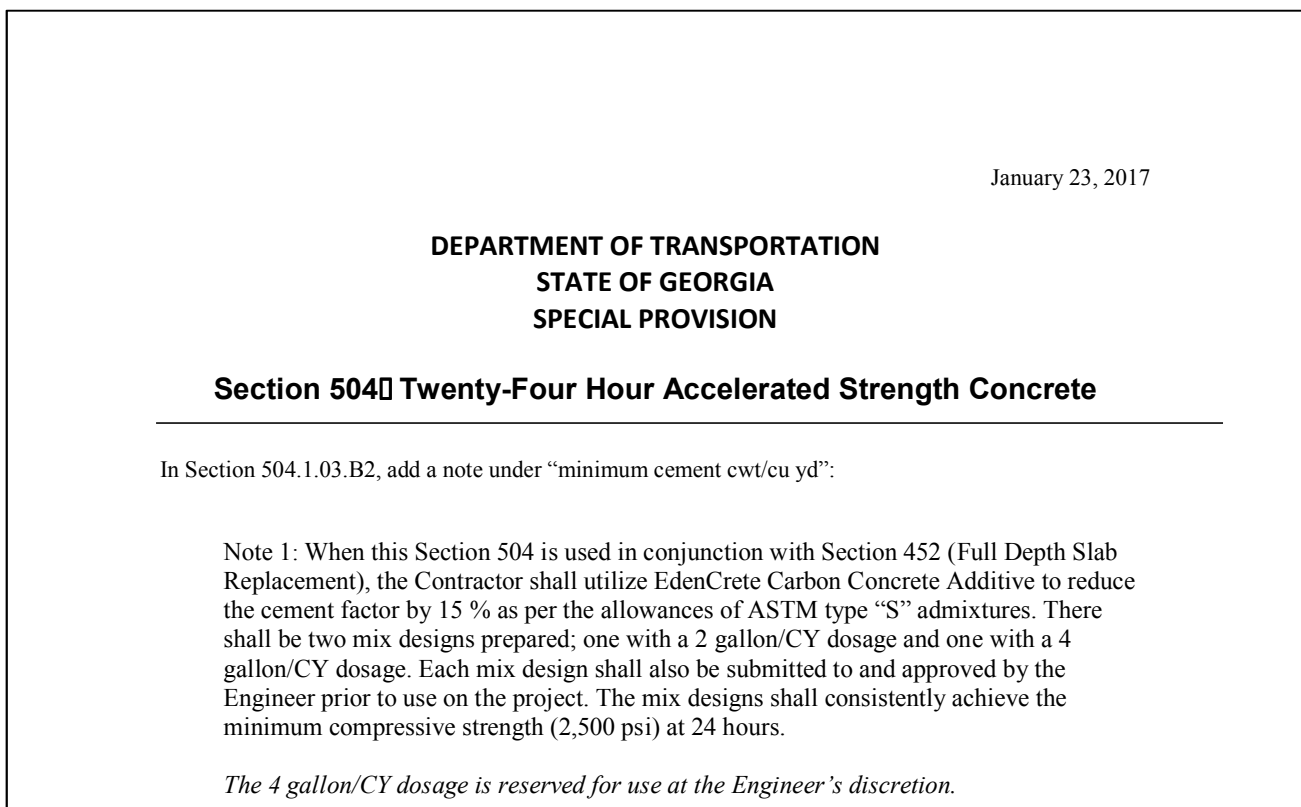 January 23, 2017
DEPARTMENT OF TRANSPORTATION
STATE OF GEORGIA
SPECIAL PROVISION
Section 504▯ Twenty-Four Hour Accelerated Strength Concrete
In Section 504.1.03.B2, add a note under “minimum cement cwt/cu yd”:
Note 1: When this Section 504 is used in conjunction with Section 452 (Full Depth Slab
Replacement), the Contractor shall utilize EdenCrete Carbon Concrete Additive to reduce
the cement factor by 15 % as per the allowances of ASTM type “S” admixtures. There
shall be two mix designs prepared; one with a 2 gallon/CY dosage and one with a 4
gallon/CY dosage. Each mix design shall also be submitted to and approved by the
Engineer prior to use on the project. The mix designs shall consistently achieve the
minimum compressive strength (2,500 psi) at 24 hours.
The 4 gallon/CY dosage is reserved for use at the Engineer’s discretion.